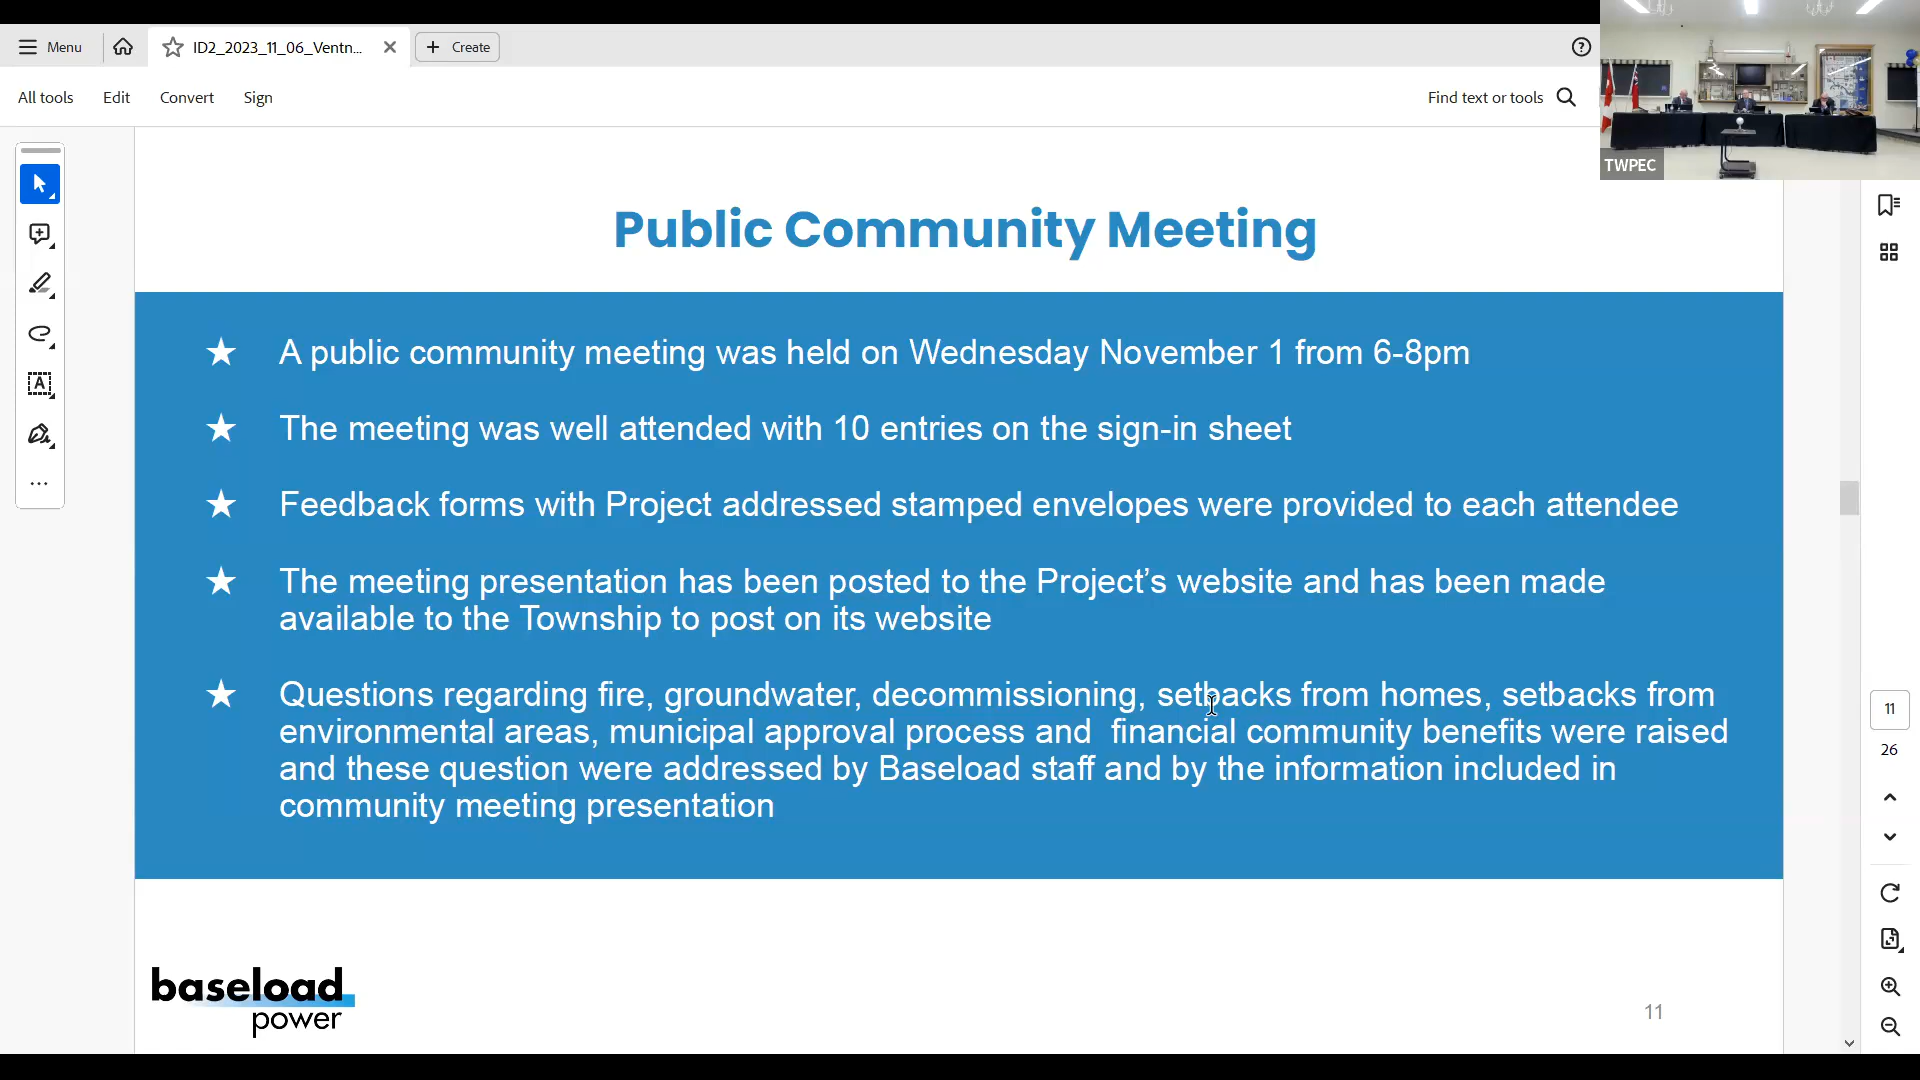 Menu
ID2_2023_11_06_Ventn...
Create
All tools
Edit
Convert
Sign
Find text or tools
TWPEC
Public Community Meeting
★ A public community meeting was held on Wednesday November 1 from 6-8pm
★ The meeting was well attended with 10 entries on the sign-in sheet
★ Feedback forms with Project addressed stamped envelopes were provided to each attendee
★ The meeting presentation has been posted to the Project’s website and has been made
available to the Township to post on its website
★ Questions regarding fire, groundwater, decommissioning, setbacks from homes, setbacks from
environmental areas, municipal approval process and  financial community benefits were raised
and these question were addressed by Baseload staff and by the information included in
community meeting presentation
11
26
baseload
power
11